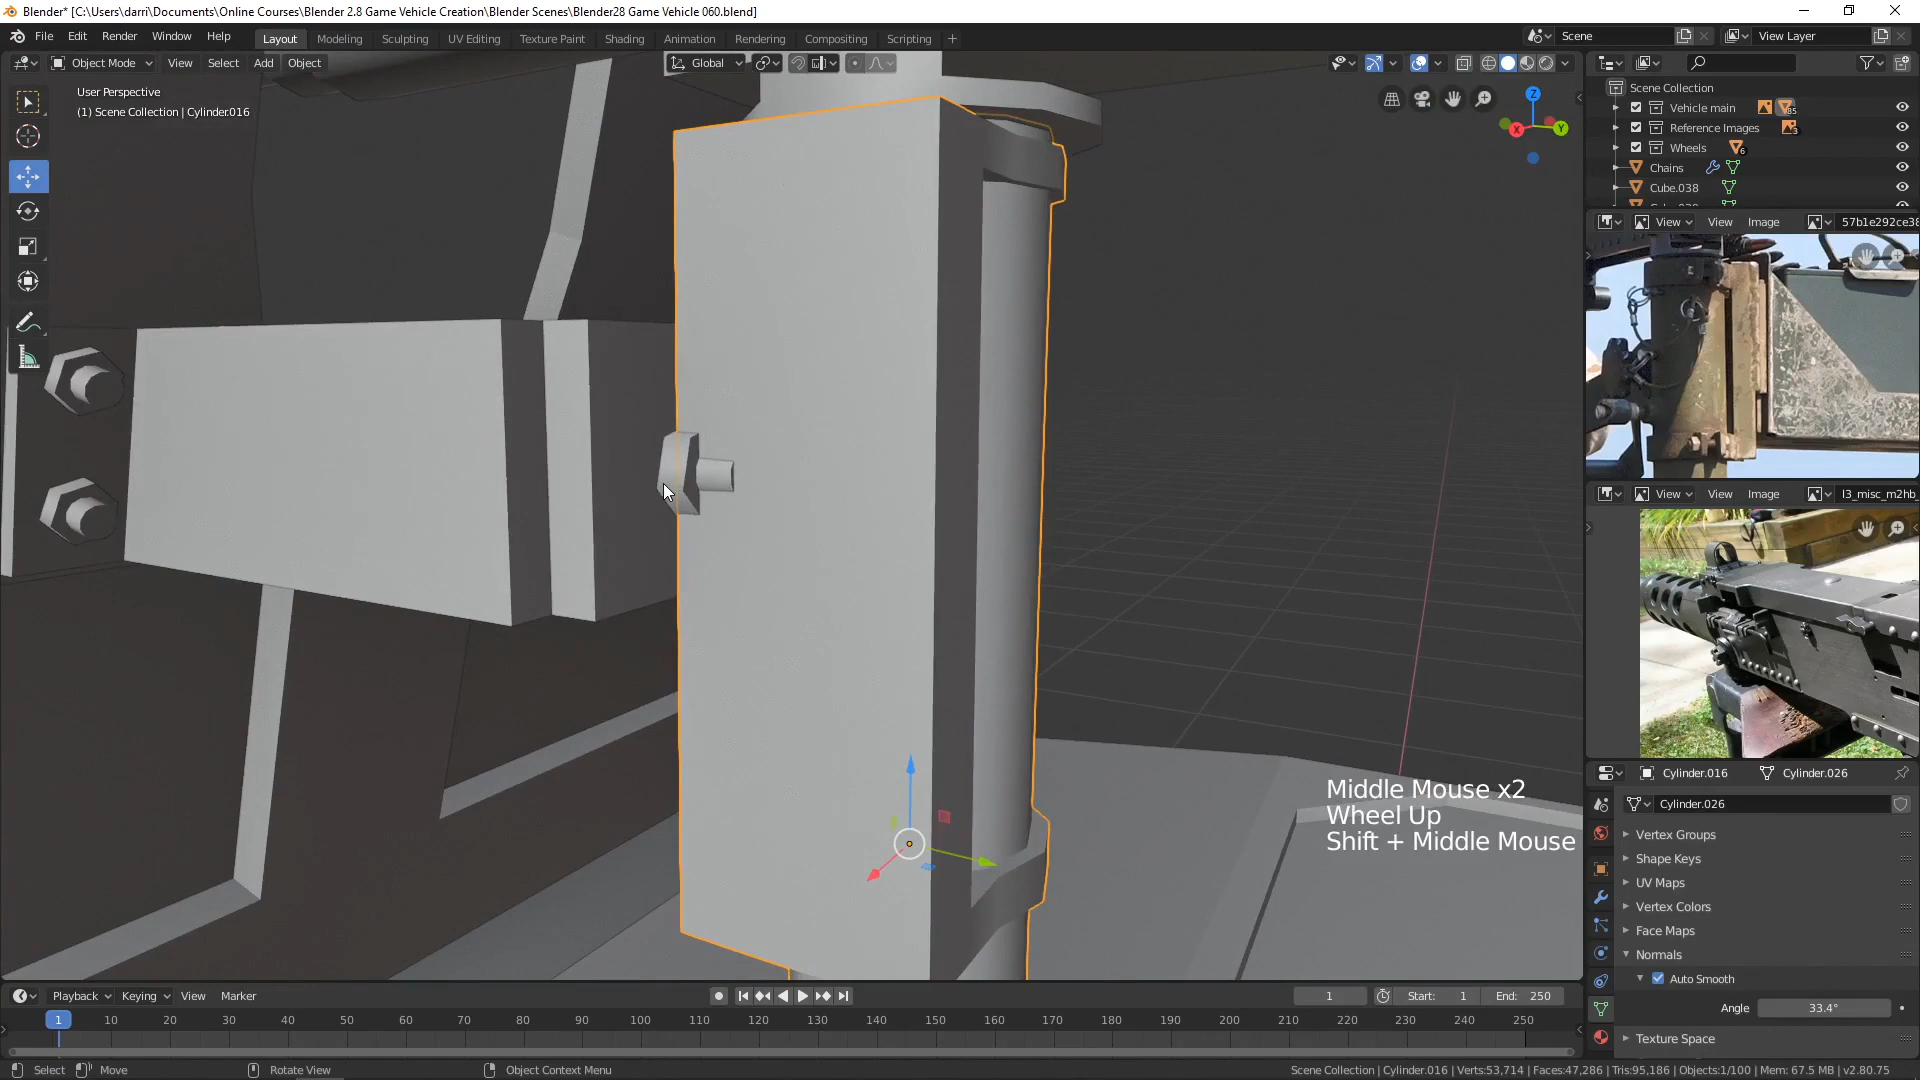 Blender* [C:\Users\darri\Documents\Online Courses\Blender 2.8 Game Vehicle Creation\Blender Scenes\Blender28 Game Vehicle 060.blend]
File Edit Render Window Help Layout Modeling Sculpting UV Editing Texture Paint Shading Animation Rendering Compositing Scripting + Scene View Layer
Object Mode View Select Add Object Global
User Perspective
(1) Scene Collection | Cylinder.016
Z
X
Y
Scene Collection
Vehicle main 85
Reference Images 3
Wheels 6
Chains
Cube.038
View View Image 57b1e292ce38
View View Image l3_misc_m2hb_
Middle Mouse x2
Wheel Up
Shift + Middle Mouse
Cylinder.016 Cylinder.026
Cylinder.026
Vertex Groups
Shape Keys
UV Maps
Vertex Colors
Face Maps
Normals
Auto Smooth
Angle 33.4°
Texture Space
Playback Keying View Marker 1 Start: 1 End: 250
1 10 20 30 40 50 60 70 80 90 100 110 120 130 140 150 160 170 180 190 200 210 220 230 240 250
Select Move Rotate View Object Context Menu Scene Collection | Cylinder.016 | Verts:53,714 | Faces:47,286 | Tris:95,186 | Objects:1/100 | Mem: 67.5 MB | v2.80.75